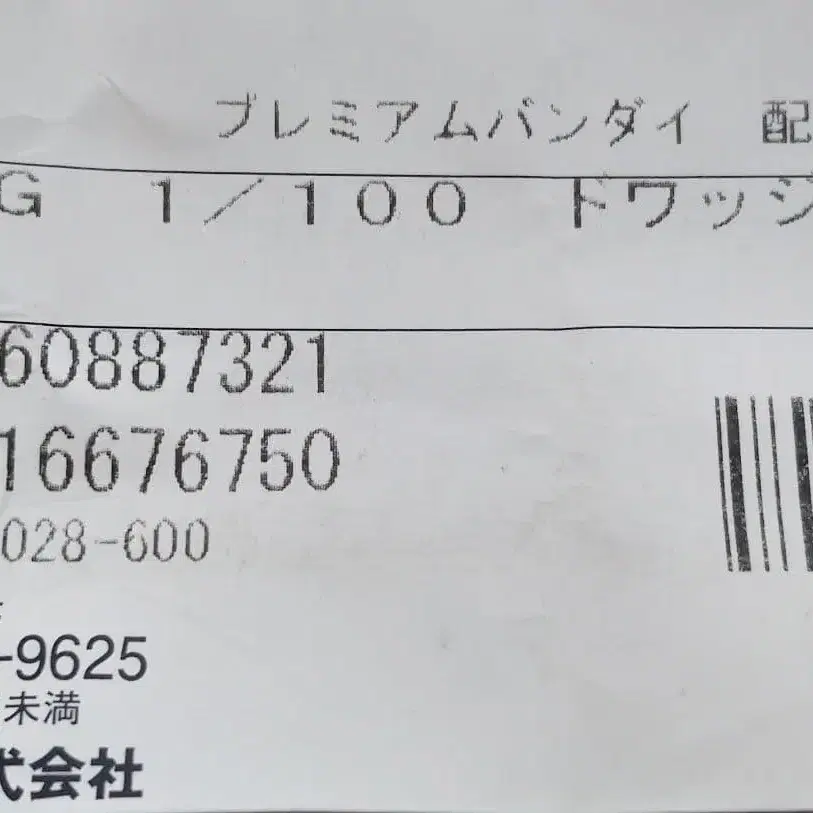 プレミアムバンダイ 配
G 1/100 ドワッジ
60887321
16676750
028-600
-9625
未満
式会社